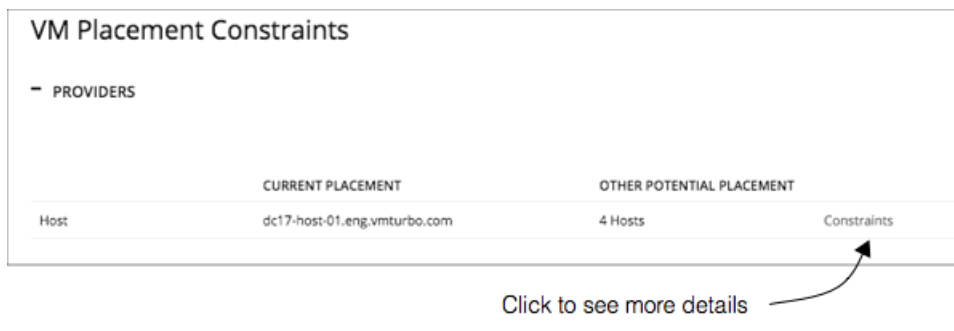 VM Placement Constraints
− PROVIDERS
CURRENT PLACEMENT OTHER POTENTIAL PLACEMENT
Host dc17-host-01.eng.vmturbo.com 4 Hosts Constraints
Click to see more details